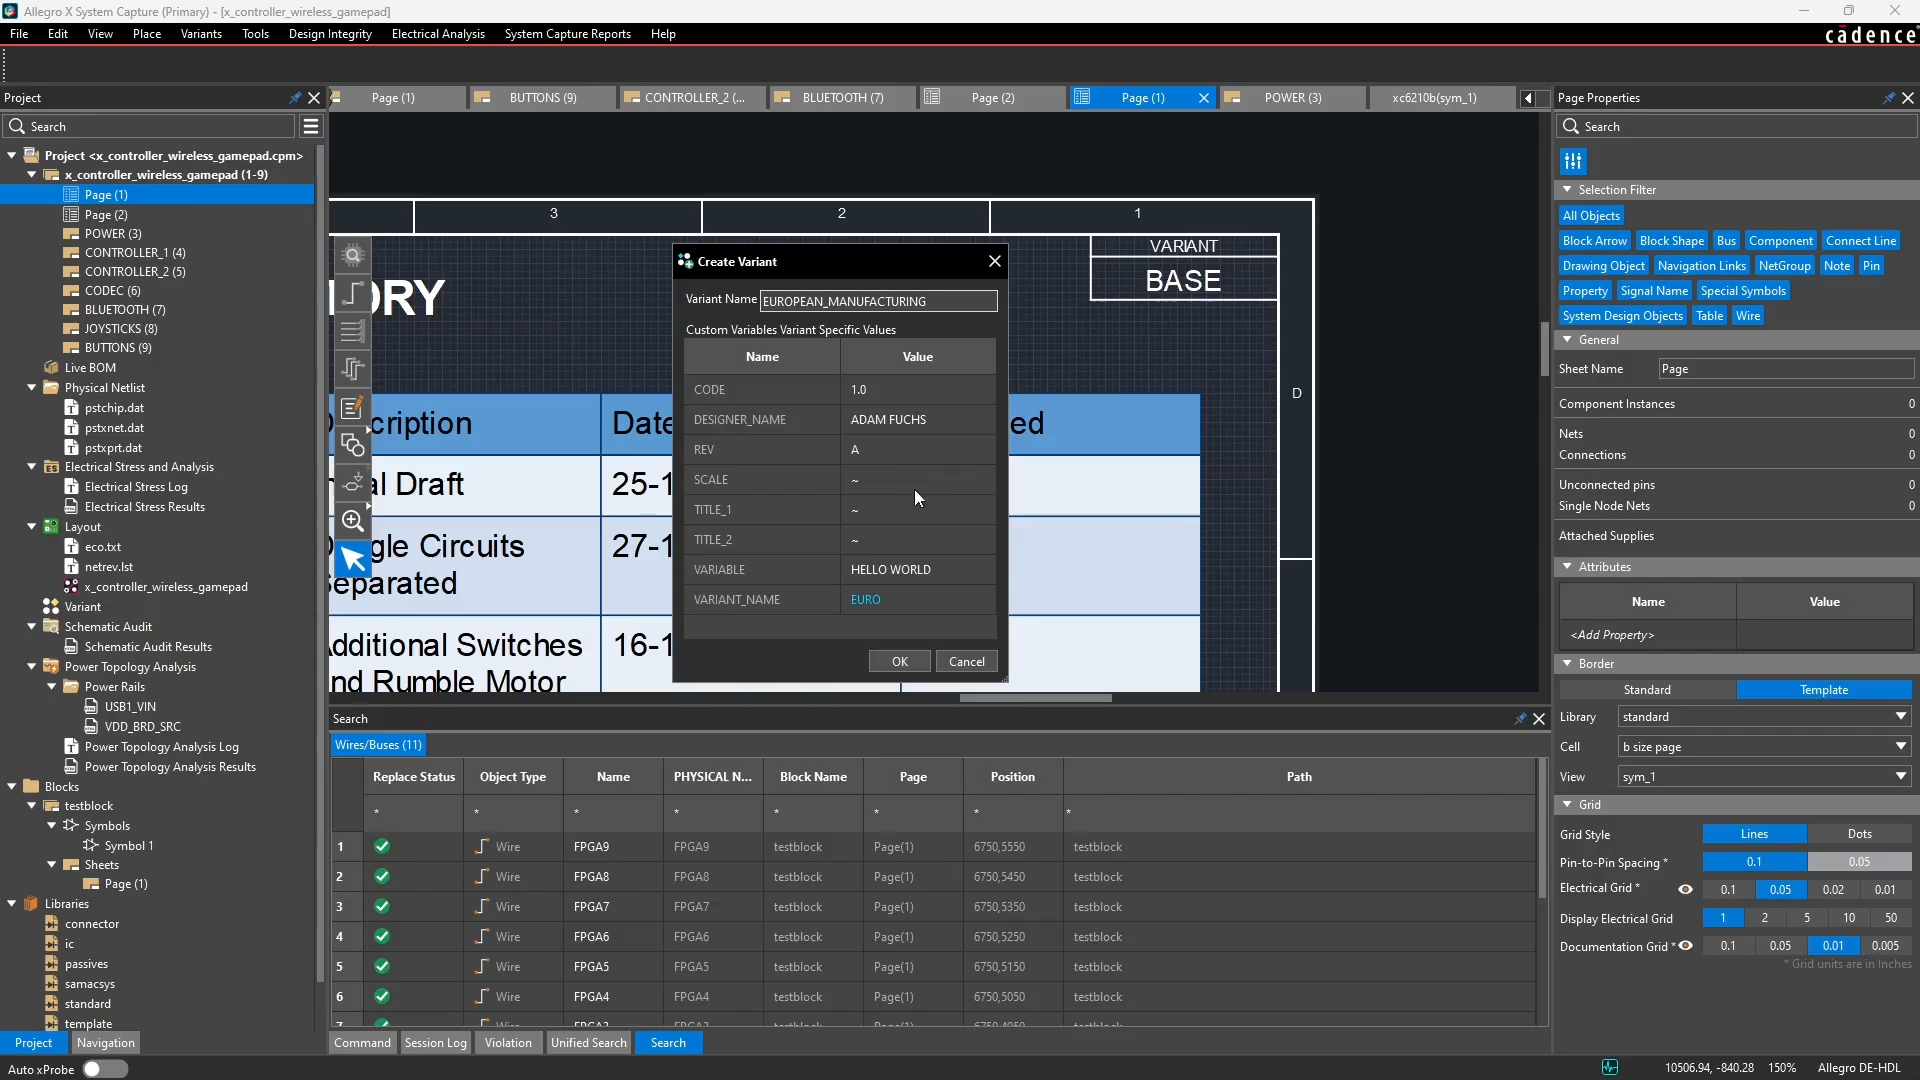 Allegro X System Capture (Primary) - [x_controller_wireless_gamepad]
File Edit View Place Variants Tools Design Integrity Electrical Analysis System Capture Reports Help
cādence
Project
Search
Project <x_controller_wireless_gamepad.cpm>
x_controller_wireless_gamepad (1-9)
Page (1)
Page (2)
POWER (3)
CONTROLLER_1 (4)
CONTROLLER_2 (5)
CODEC (6)
BLUETOOTH (7)
JOYSTICKS (8)
BUTTONS (9)
Live BOM
Physical Netlist
pstchip.dat
pstxnet.dat
pstxprt.dat
Electrical Stress and Analysis
Electrical Stress Log
Electrical Stress Results
Layout
eco.txt
netrev.lst
x_controller_wireless_gamepad
Variant
Schematic Audit
Schematic Audit Results
Power Topology Analysis
Power Rails
USB1_VIN
VDD_BRD_SRC
Power Topology Analysis Log
Power Topology Analysis Results
Blocks
testblock
Symbols
Symbol 1
Sheets
Page (1)
Libraries
connector
ic
passives
samacsys
standard
template
Project Navigation
Auto xProbe
Page (1) BUTTONS (9) CONTROLLER_2 (... BLUETOOTH (7) Page (2) Page (1) POWER (3) xc6210b(sym_1)
3 2 1
VARIANT
BASE
ORY
D
cription Date ed
al Draft 25-1
gle Circuits 27-1
Separated
Additional Switches 16-1
nd Rumble Motor
Create Variant
Variant Name EUROPEAN_MANUFACTURING
Custom Variables Variant Specific Values
Name Value
CODE 1.0
DESIGNER_NAME ADAM FUCHS
REV A
SCALE ~
TITLE_1 ~
TITLE_2 ~
VARIABLE HELLO WORLD
VARIANT_NAME EURO
OK Cancel
Search
Wires/Buses (11)
Replace Status Object Type Name PHYSICAL N... Block Name Page Position Path
* * * * * * * *
1 Wire FPGA9 FPGA9 testblock Page(1) 6750,5550 testblock
2 Wire FPGA8 FPGA8 testblock Page(1) 6750,5450 testblock
3 Wire FPGA7 FPGA7 testblock Page(1) 6750,5350 testblock
4 Wire FPGA6 FPGA6 testblock Page(1) 6750,5250 testblock
5 Wire FPGA5 FPGA5 testblock Page(1) 6750,5150 testblock
6 Wire FPGA4 FPGA4 testblock Page(1) 6750,5050 testblock
Command Session Log Violation Unified Search Search
Page Properties
Search
Selection Filter
All Objects
Block Arrow Block Shape Bus Component Connect Line
Drawing Object Navigation Links NetGroup Note Pin
Property Signal Name Special Symbols
System Design Objects Table Wire
General
Sheet Name Page
Component Instances 0
Nets 0
Connections 0
Unconnected pins 0
Single Node Nets 0
Attached Supplies
Attributes
Name Value
<Add Property>
Border
Standard Template
Library standard
Cell b size page
View sym_1
Grid
Grid Style Lines Dots
Pin-to-Pin Spacing * 0.1 0.05
Electrical Grid * 0.1 0.05 0.02 0.01
Display Electrical Grid 1 2 5 10 50
Documentation Grid * 0.1 0.05 0.01 0.005
* Grid units are in Inches
10506.94, -840.28 150% Allegro DE-HDL